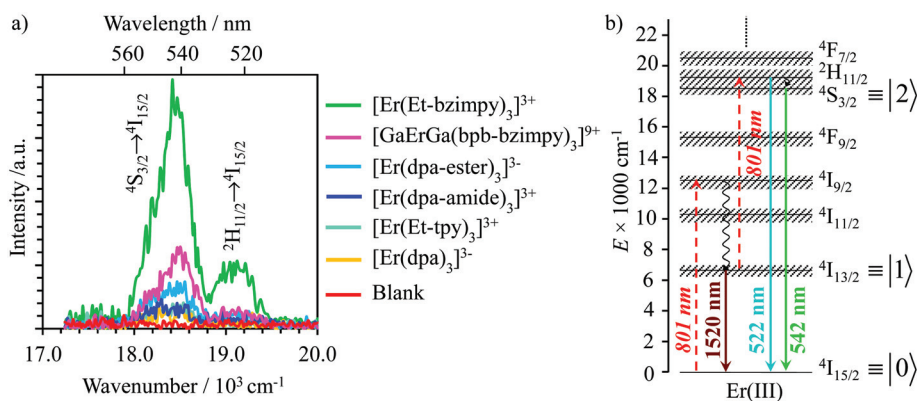 a)
Wavelength / nm
560 540 520
Intensity /a.u.
⁴S₃/₂→⁴I₁₅/₂
²H₁₁/₂→⁴I₁₅/₂
17.0 18.0 19.0 20.0
Wavenumber / 10³ cm⁻¹
[Er(Et-bzimpy)₃]³⁺
[GaErGa(bpb-bzimpy)₃]⁹⁺
[Er(dpa-ester)₃]³⁻
[Er(dpa-amide)₃]³⁺
[Er(Et-tpy)₃]³⁺
[Er(dpa)₃]³⁻
Blank
b)
E × 1000 cm⁻¹
22
20
18
16
14
12
10
8
6
4
2
0
⁴F₇/₂
²H₁₁/₂
⁴S₃/₂ ≡ |2⟩
⁴F₉/₂
⁴I₉/₂
⁴I₁₁/₂
⁴I₁₃/₂ ≡ |1⟩
⁴I₁₅/₂ ≡ |0⟩
801 nm
1520 nm
801 nm
522 nm
542 nm
Er(III)